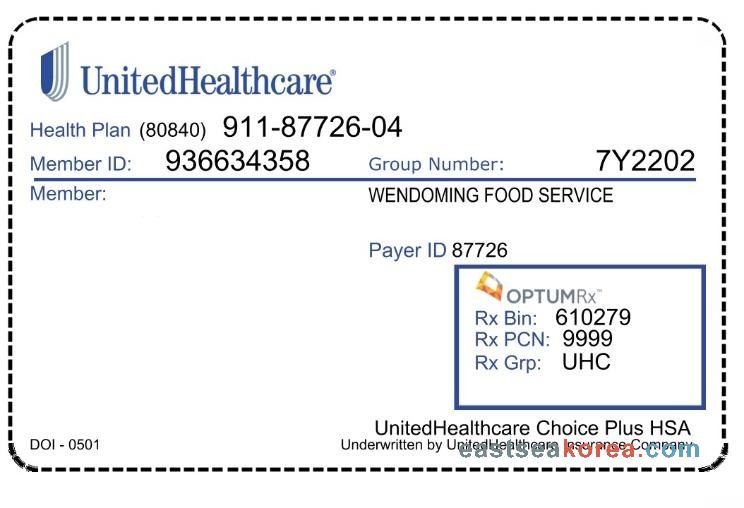 UnitedHealthcare®
Health Plan (80840) 911-87726-04
Member ID: 936634358 Group Number: 7Y2202
Member: WENDOMING FOOD SERVICE
Payer ID 87726
OPTUMRx™
Rx Bin: 610279
Rx PCN: 9999
Rx Grp: UHC
UnitedHealthcare Choice Plus HSA
DOI - 0501 Underwritten by UnitedHealthcare Insurance Company
eastseakorea.com